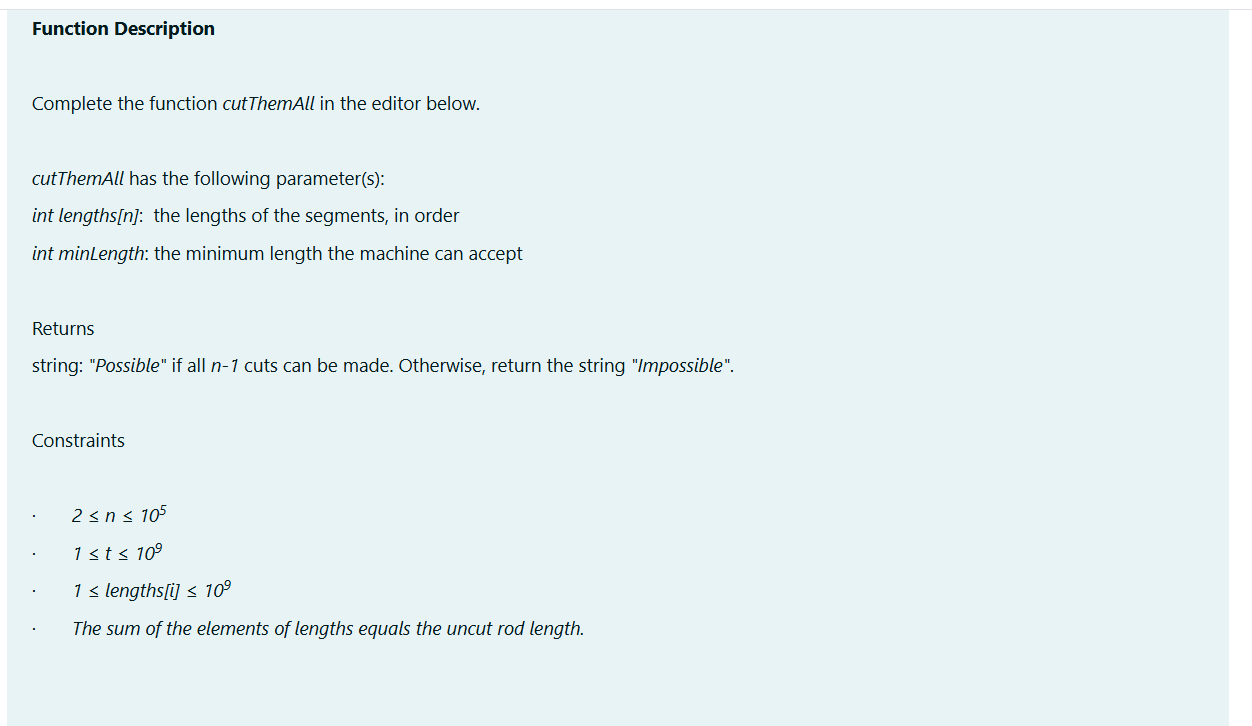 Function Description
Complete the function cutThemAll in the editor below.
cutThemAll has the following parameter(s):
int lengths[n]:  the lengths of the segments, in order
int minLength: the minimum length the machine can accept
Returns
string: "Possible" if all n-1 cuts can be made. Otherwise, return the string "Impossible".
Constraints
· 2 ≤ n ≤ 10⁵
· 1 ≤ t ≤ 10⁹
· 1 ≤ lengths[i] ≤ 10⁹
· The sum of the elements of lengths equals the uncut rod length.